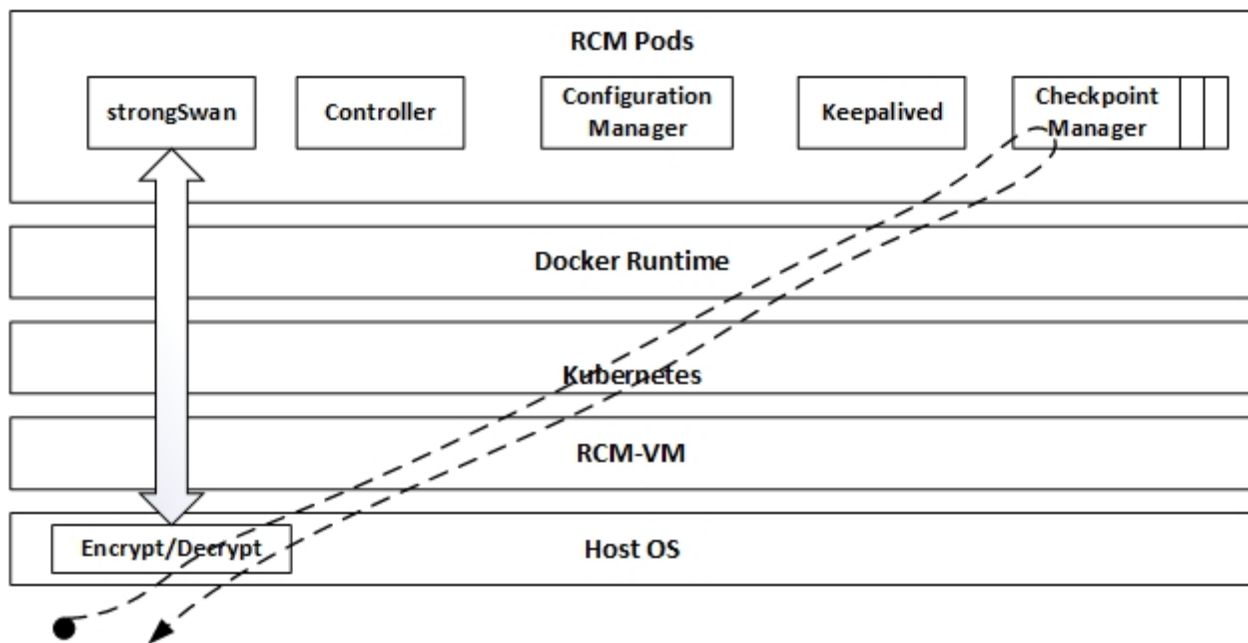 RCM Pods
strongSwan
Controller
Configuration
Manager
Keepalived
Checkpoint
Manager
Docker Runtime
Kubernetes
RCM-VM
Encrypt/Decrypt
Host OS